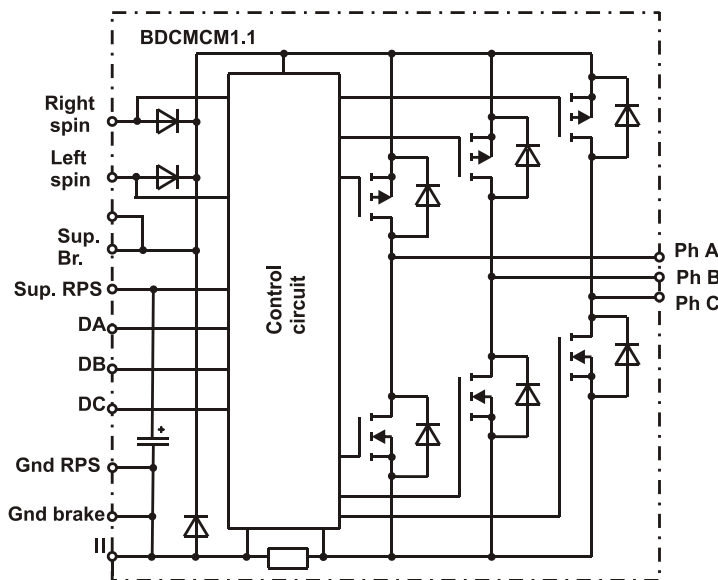 BDCMCM1.1
Right
spin
Left
spin
Sup.
Br.
Sup. RPS
DA
DB
DC
Gnd RPS
Gnd brake
II
Control
circuit
+
Ph A
Ph B
Ph C